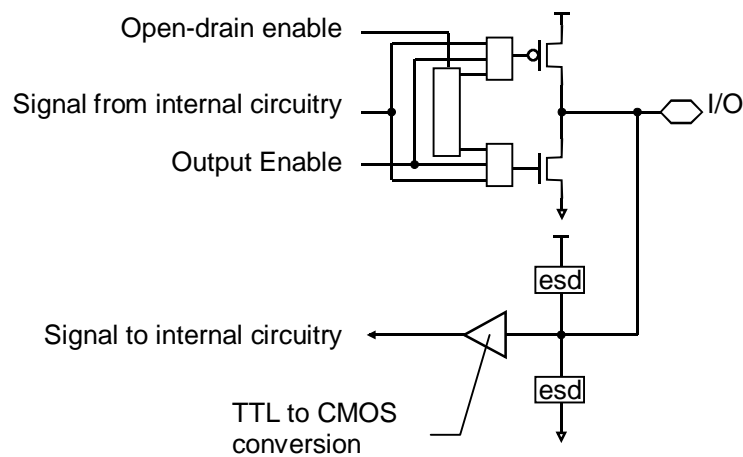 Open-drain enable
Signal from internal circuitry
I/O
Output Enable
esd
Signal to internal circuitry
esd
TTL to CMOS
conversion